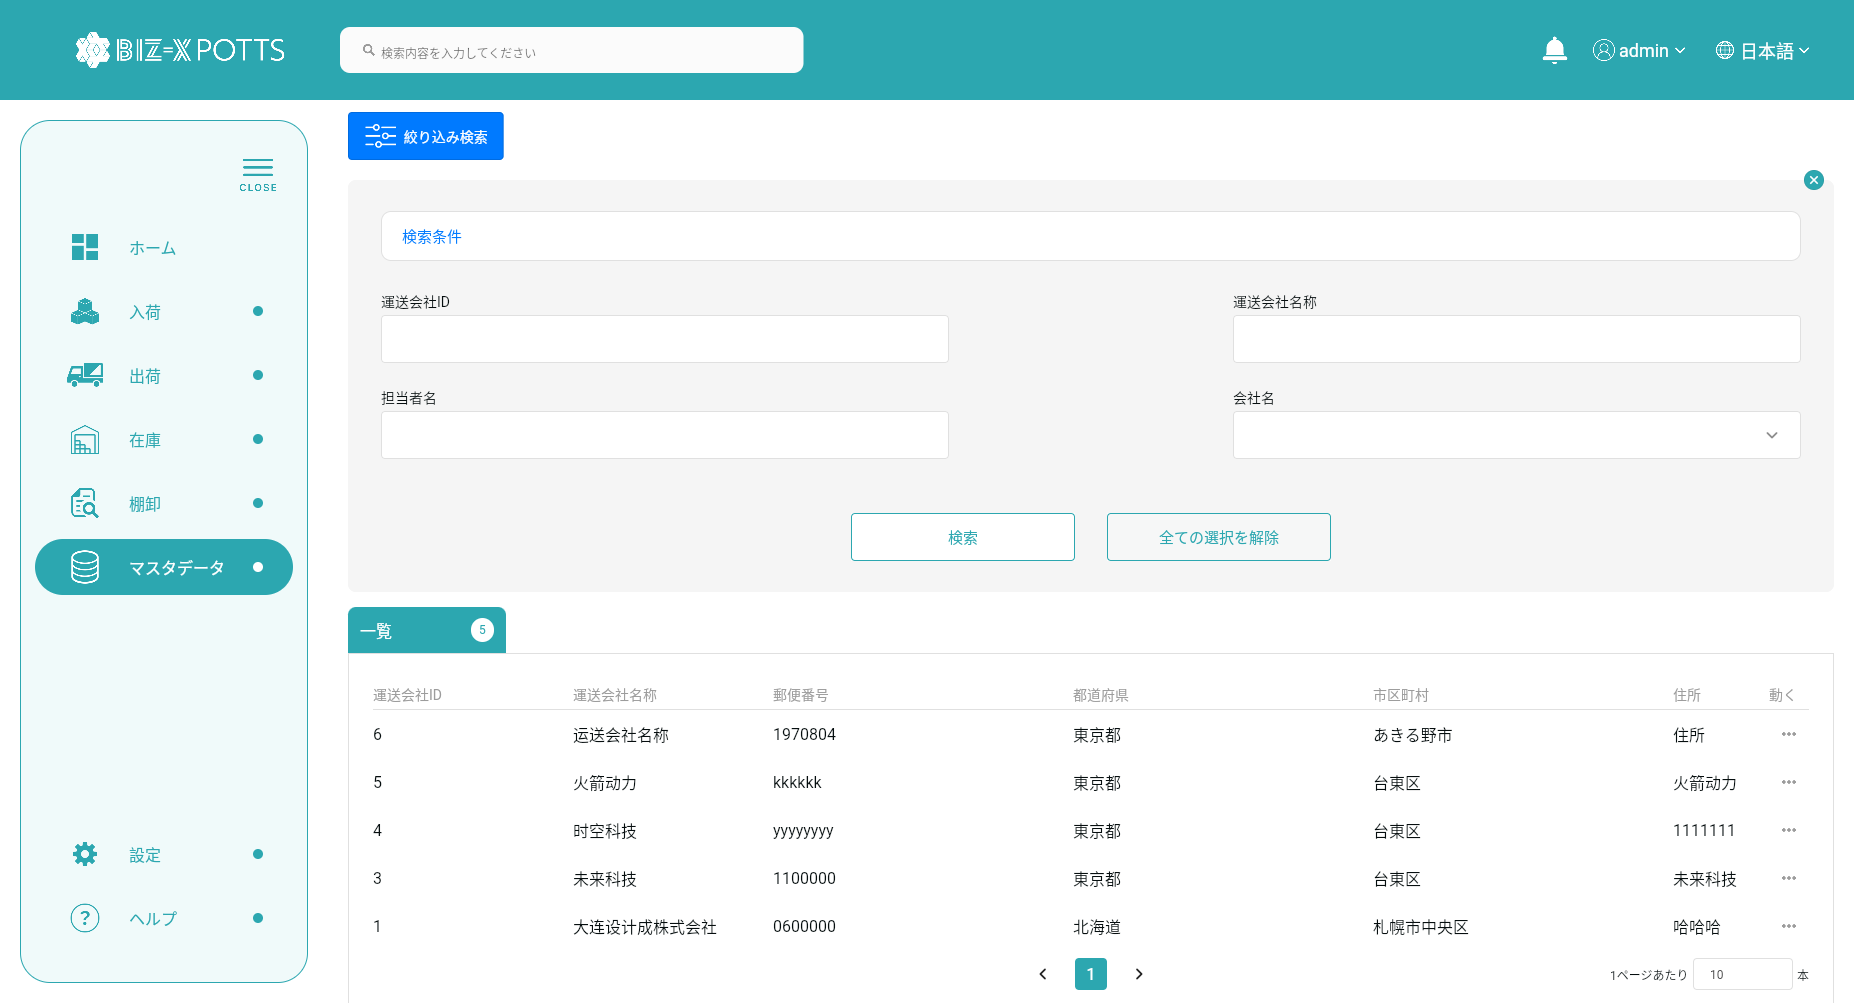 BIZ-X POTTS
検索内容を入力してください
admin
日本語
CLOSE
ホーム
入荷
出荷
在庫
棚卸
マスタデータ
設定
ヘルプ
絞り込み検索
検索条件
運送会社ID
運送会社名称
担当者名
会社名
検索
全ての選択を解除
一覧 5
運送会社ID 運送会社名称 郵便番号 都道府県 市区町村 住所 動く
6 运送会社名称 1970804 東京都 あきる野市 住所
5 火箭动力 kkkkkk 東京都 台東区 火箭动力
4 时空科技 yyyyyyyy 東京都 台東区 1111111
3 未来科技 1100000 東京都 台東区 未来科技
1 大连设计成株式会社 0600000 北海道 札幌市中央区 哈哈哈
1
1ページあたり 10 本